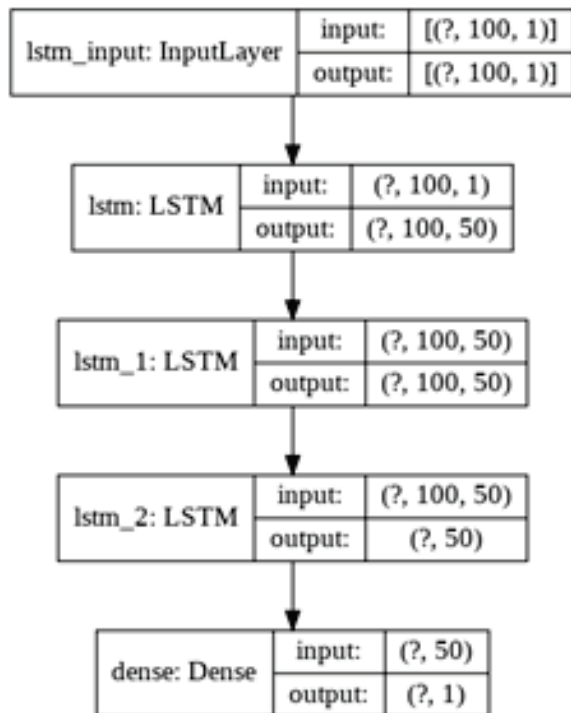 lstm_input: InputLayer
input: [(?, 100, 1)]
output: [(?, 100, 1)]
lstm: LSTM
input: (?, 100, 1)
output: (?, 100, 50)
lstm_1: LSTM
input: (?, 100, 50)
output: (?, 100, 50)
lstm_2: LSTM
input: (?, 100, 50)
output: (?, 50)
dense: Dense
input: (?, 50)
output: (?, 1)